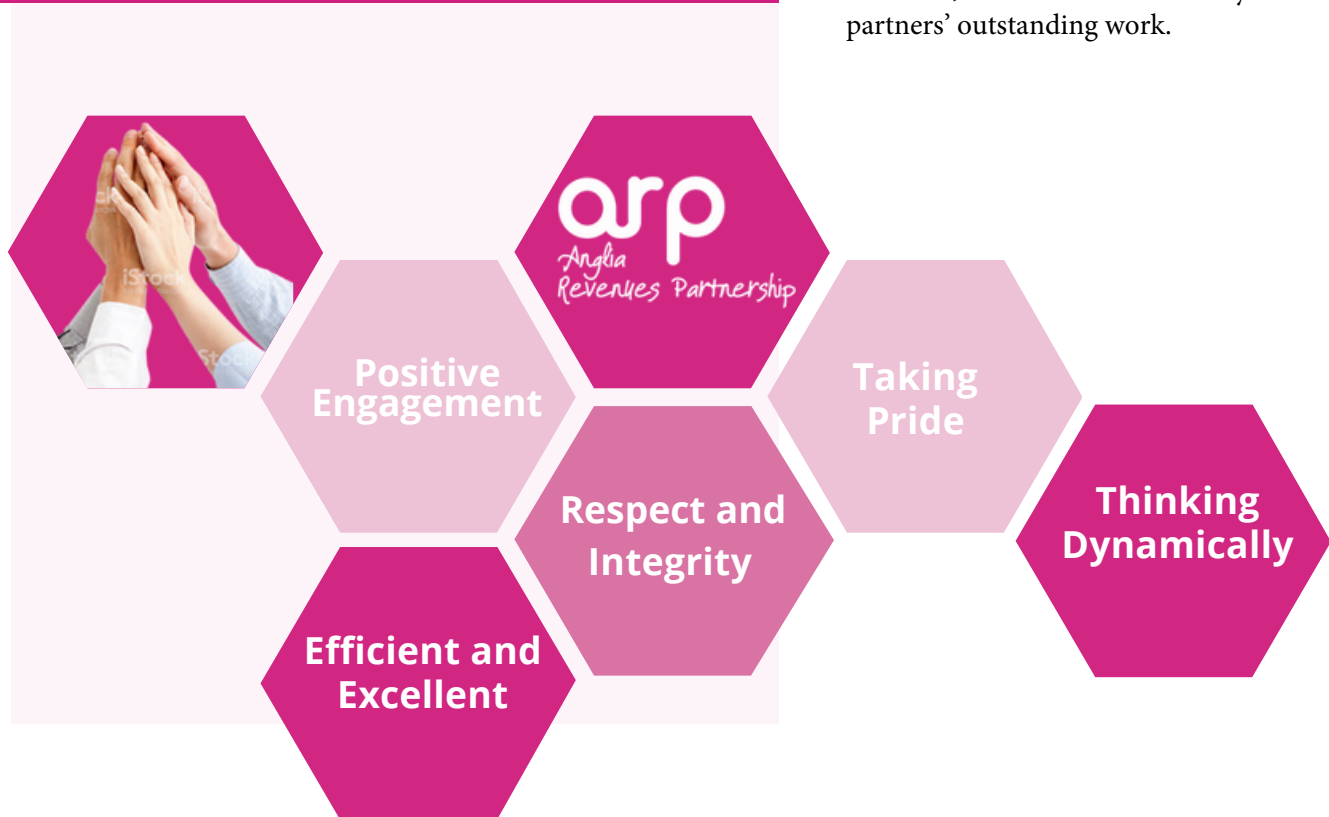 partners’ outstanding work.
arp
Anglia
Revenues Partnership
iStock
Positive
Engagement
Taking
Pride
Respect and
Integrity
Thinking
Dynamically
Efficient and
Excellent